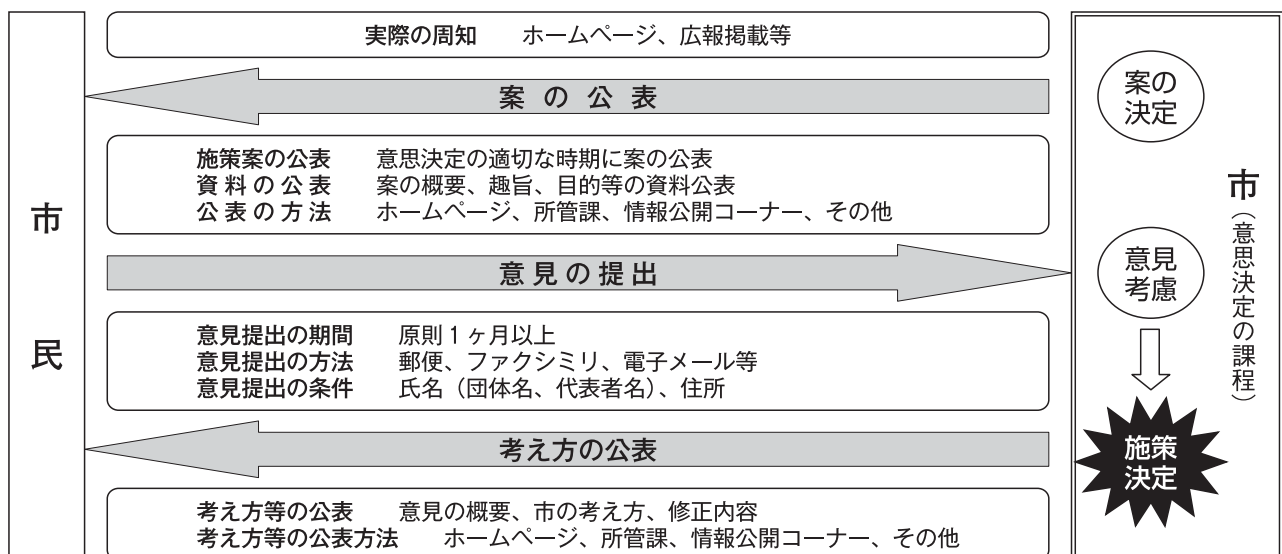 実際の周知 ホームページ、広報掲載等
案の公表
施策案の公表 意思決定の適切な時期に案の公表
資料の公表 案の概要、趣旨、目的等の資料公表
公表の方法 ホームページ、所管課、情報公開コーナー、その他
意見の提出
意見提出の期間 原則1ヶ月以上
意見提出の方法 郵便、ファクシミリ、電子メール等
意見提出の条件 氏名（団体名、代表者名）、住所
考え方の公表
考え方等の公表 意見の概要、市の考え方、修正内容
考え方等の公表方法 ホームページ、所管課、情報公開コーナー、その他
市民
案の
決定
意見
考慮
施策
決定
市（意思決定の課程）